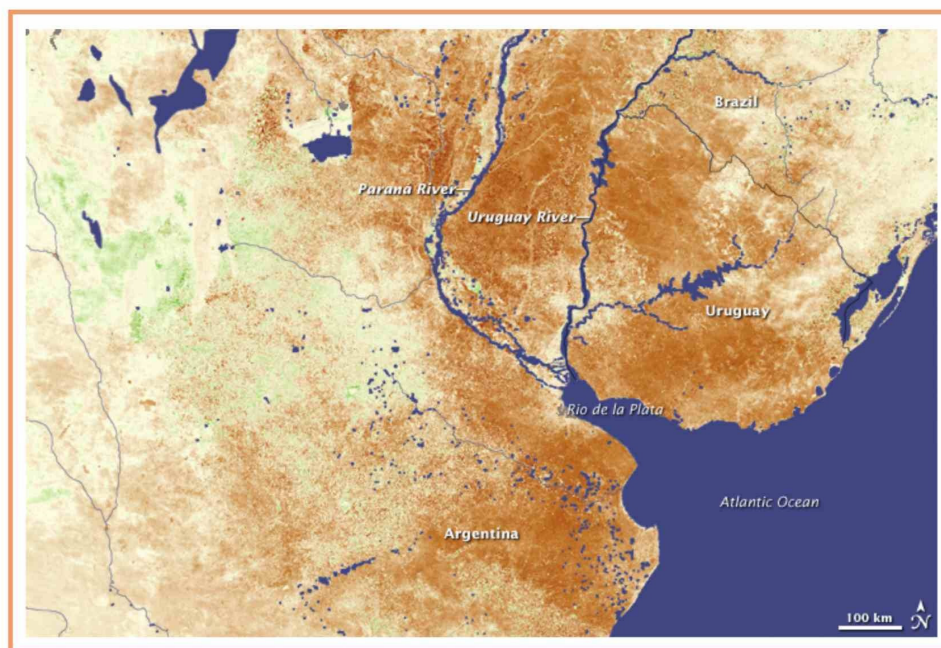 Brazil
Paraná River
Uruguay River
Uruguay
Rio de la Plata
Atlantic Ocean
Argentina
100 km
N